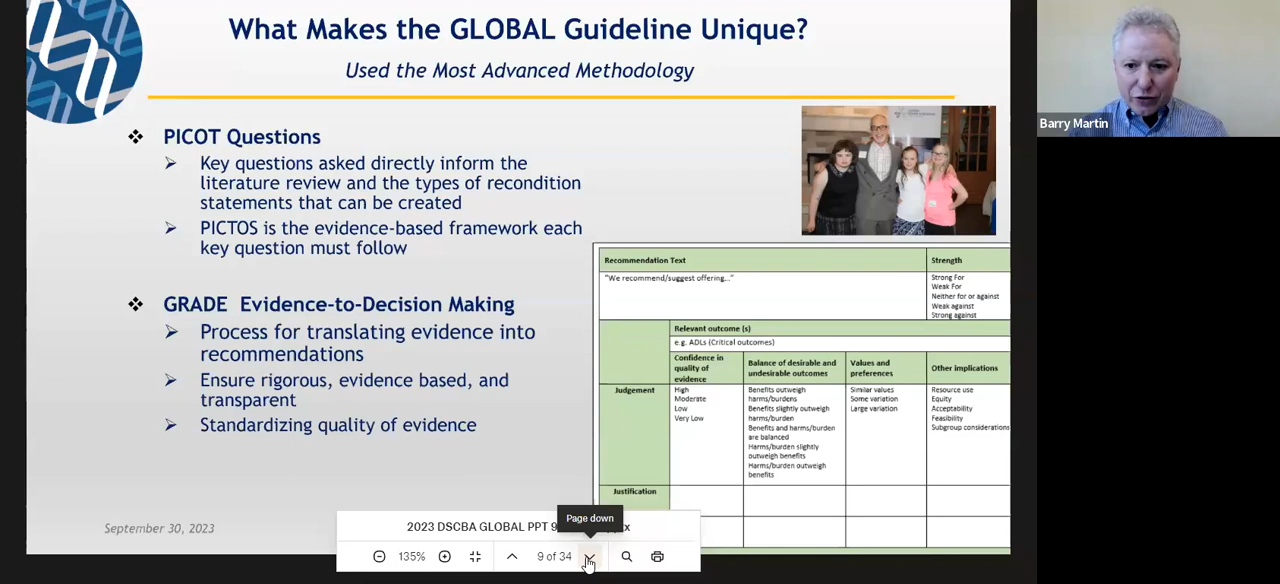 What Makes the GLOBAL Guideline Unique?
Used the Most Advanced Methodology
PICOT Questions
Key questions asked directly inform the
literature review and the types of recondition
statements that can be created
PICTOS is the evidence-based framework each
key question must follow
GRADE Evidence-to-Decision Making
Process for translating evidence into
recommendations
Ensure rigorous, evidence based, and
transparent
Standardizing quality of evidence
September 30, 2023
Recommendation Text
Strength
"We recommend/suggest offering..."
Strong For
Weak For
Neither for or against
Weak against
Strong against
Relevant outcome (s)
e.g. ADLs (Critical outcomes)
Confidence in
quality of
evidence
Balance of desirable and
undesirable outcomes
Values and
preferences
Other implications
Judgement
High
Moderate
Low
Very Low
Benefits outweigh
harms/burdens
Benefits slightly outweigh
harms/burden
Benefits and harms/burden
are balanced
Harms/burden slightly
outweigh benefits
Harms/burden outweigh
benefits
Similar values
Some variation
Large variation
Resource use
Equity
Acceptability
Feasibility
Subgroup considerations
Justification
Page down
2023 DSCBA GLOBAL PPT 9
135%
9 of 34
Barry Martin